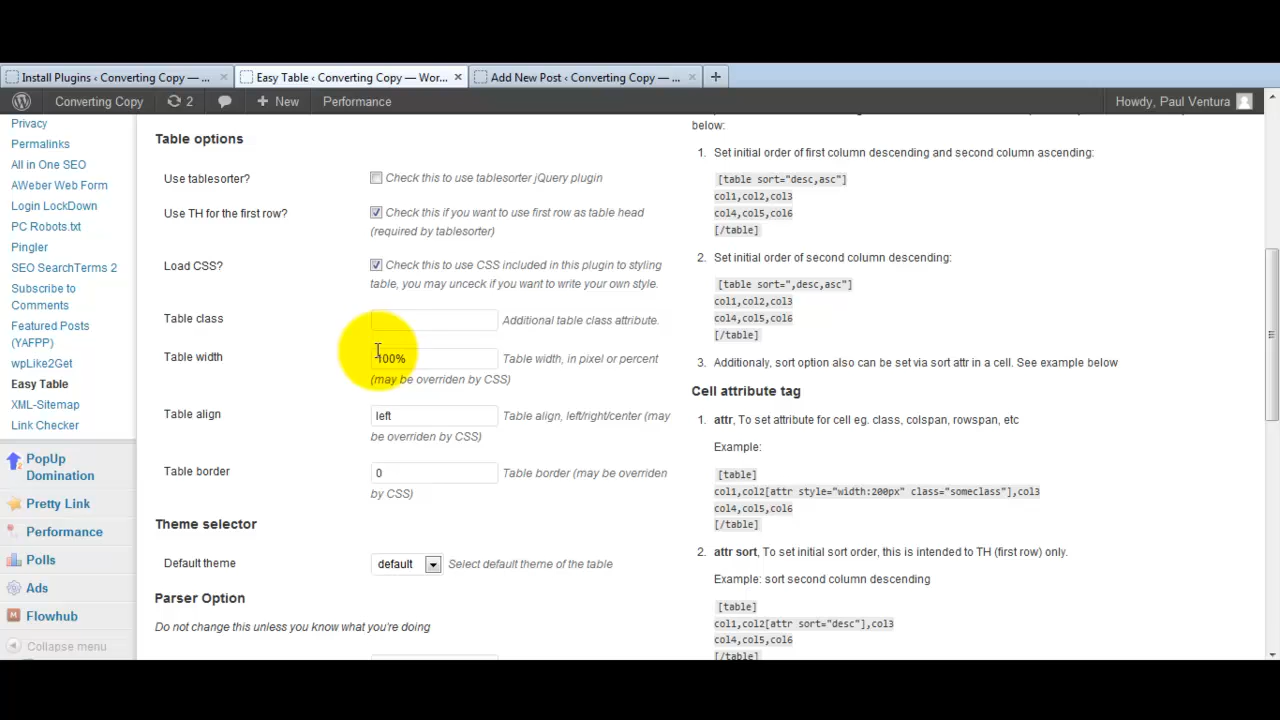 Install Plugins ‹ Converting Copy — ...
Easy Table ‹ Converting Copy — Wor...
Add New Post ‹ Converting Copy — ...
Converting Copy
2
New
Performance
Howdy, Paul Ventura
Privacy
Permalinks
All in One SEO
AWeber Web Form
Login LockDown
PC Robots.txt
Pingler
SEO SearchTerms 2
Subscribe to
Comments
Featured Posts
(YAFPP)
wpLike2Get
Easy Table
XML-Sitemap
Link Checker
PopUp
Domination
Pretty Link
Performance
Polls
Ads
Flowhub
Collapse menu
Table options
Use tablesorter?
Check this to use tablesorter jQuery plugin
Use TH for the first row?
Check this if you want to use first row as table head
(required by tablesorter)
Load CSS?
Check this to use CSS included in this plugin to styling
table, you may unceck if you want to write your own style.
Table class
Additional table class attribute.
Table width
100%
Table width, in pixel or percent
(may be overriden by CSS)
Table align
left
Table align, left/right/center (may
be overriden by CSS)
Table border
0
Table border (may be overriden
by CSS)
Theme selector
Default theme
default
Select default theme of the table
Parser Option
Do not change this unless you know what you're doing
below:
1. Set initial order of first column descending and second column ascending:
[table sort="desc,asc"]
col1,col2,col3
col4,col5,col6
[/table]
2. Set initial order of second column descending:
[table sort=",desc,asc"]
col1,col2,col3
col4,col5,col6
[/table]
3. Additionaly, sort option also can be set via sort attr in a cell. See example below
Cell attribute tag
1. attr, To set attribute for cell eg. class, colspan, rowspan, etc
Example:
[table]
col1,col2[attr style="width:200px" class="someclass"],col3
col4,col5,col6
[/table]
2. attr sort, To set initial sort order, this is intended to TH (first row) only.
Example: sort second column descending
[table]
col1,col2[attr sort="desc"],col3
col4,col5,col6
[/table]